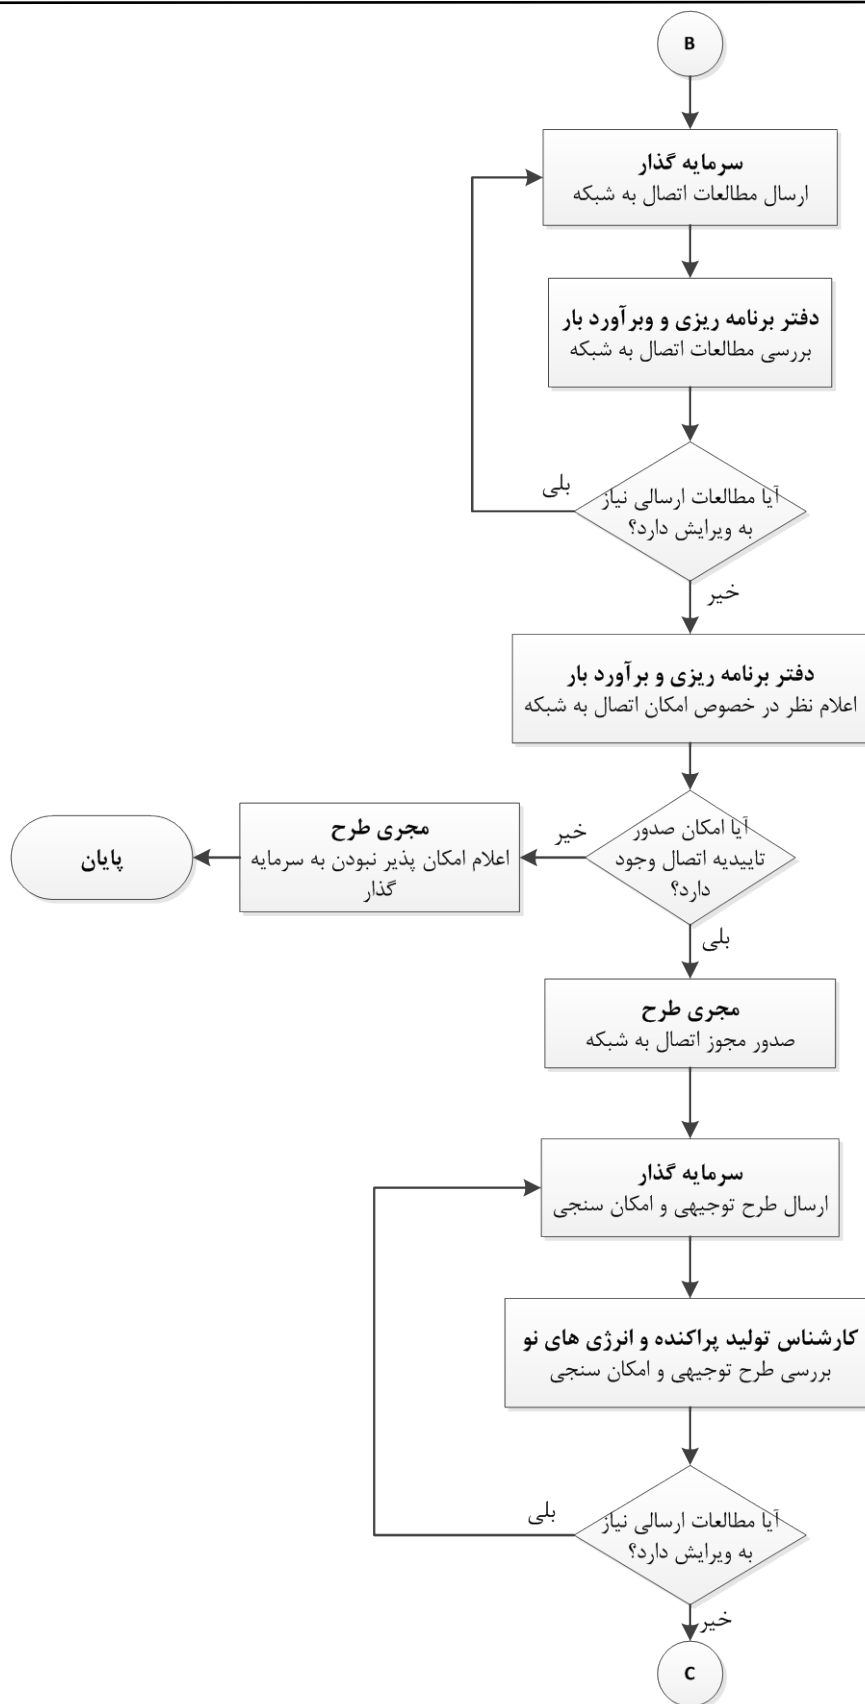 B
سرمایه گذار
ارسال مطالعات اتصال به شبکه
دفتر برنامه ریزی و وبرآورد بار
بررسی مطالعات اتصال به شبکه
آیا مطالعات ارسالی نیاز
به ویرایش دارد؟
بلی
خیر
دفتر برنامه ریزی و برآورد بار
اعلام نظر در خصوص امکان اتصال به شبکه
آیا امکان صدور
تاییدیه اتصال وجود
دارد؟
خیر
مجری طرح
اعلام امکان پذیر نبودن به سرمایه
گذار
پایان
بلی
مجری طرح
صدور مجوز اتصال به شبکه
سرمایه گذار
ارسال طرح توجیهی و امکان سنجی
کارشناس تولید پراکنده و انرژی های نو
بررسی طرح توجیهی و امکان سنجی
آیا مطالعات ارسالی نیاز
به ویرایش دارد؟
بلی
خیر
C